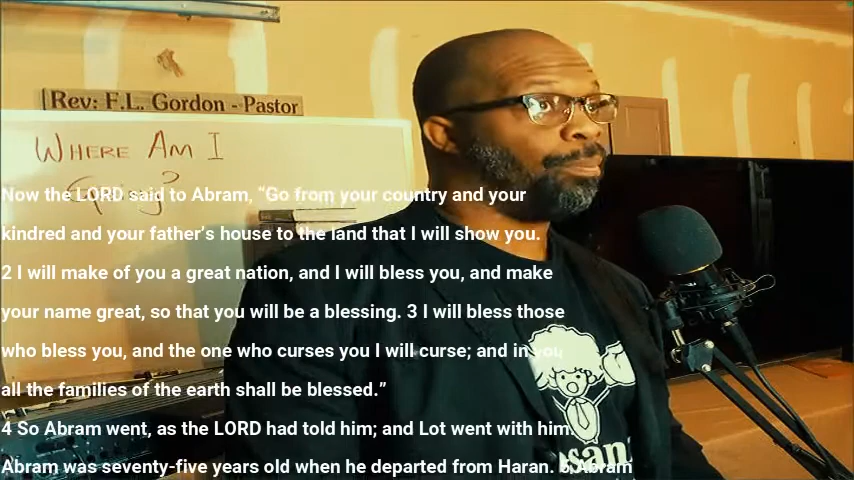 Rev: F.L. Gordon - Pastor
WHERE AM I
Going?
Now the LORD said to Abram, “Go from your country and your
kindred and your father’s house to the land that I will show you.
2 I will make of you a great nation, and I will bless you, and make
your name great, so that you will be a blessing. 3 I will bless those
who bless you, and the one who curses you I will curse; and in you
all the families of the earth shall be blessed.”
4 So Abram went, as the LORD had told him; and Lot went with him.
Abram was seventy-five years old when he departed from Haran. 5 Abram